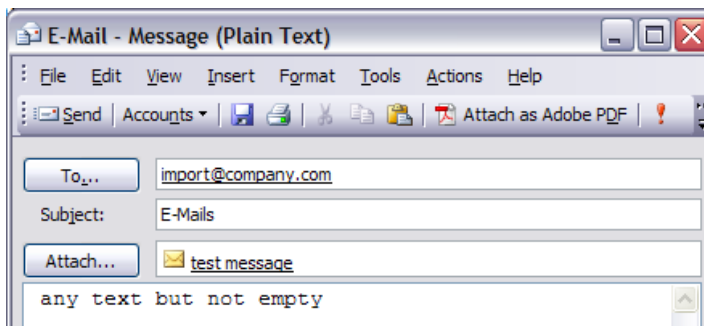 E-Mail - Message (Plain Text)
File Edit View Insert Format Tools Actions Help
Send Accounts Attach as Adobe PDF
To... import@company.com
Subject: E-Mails
Attach... test message
any text but not empty